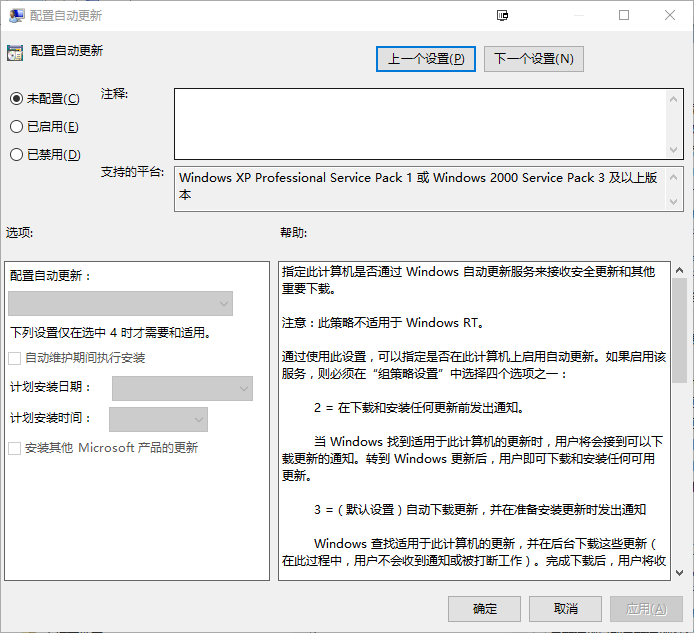 配置自动更新
配置自动更新
上一个设置(P)
下一个设置(N)
未配置(C)
已启用(E)
已禁用(D)
注释:
支持的平台:
Windows XP Professional Service Pack 1 或 Windows 2000 Service Pack 3 及以上版
本
选项:
帮助:
配置自动更新：
下列设置仅在选中 4 时才需要和适用。
自动维护期间执行安装
计划安装日期：
计划安装时间：
安装其他 Microsoft 产品的更新
指定此计算机是否通过 Windows 自动更新服务来接收安全更新和其他
重要下载。
注意：此策略不适用于 Windows RT。
通过使用此设置，可以指定是否在此计算机上启用自动更新。如果启用该
服务，则必须在“组策略设置”中选择四个选项之一：
2 = 在下载和安装任何更新前发出通知。
当 Windows 找到适用于此计算机的更新时，用户将会接到可以下
载更新的通知。转到 Windows 更新后，用户即可下载和安装任何可用
更新。
3 =（默认设置）自动下载更新，并在准备安装更新时发出通知
Windows 查找适用于此计算机的更新，并在后台下载这些更新（
在此过程中，用户不会收到通知或被打断工作）。完成下载后，用户将收
确定
取消
应用(A)